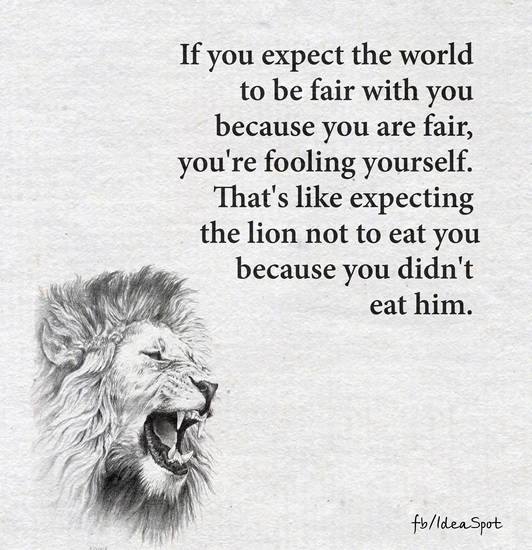 If you expect the world
to be fair with you
because you are fair,
you're fooling yourself.
That's like expecting
the lion not to eat you
because you didn't
eat him.
fb/IdeaSpot